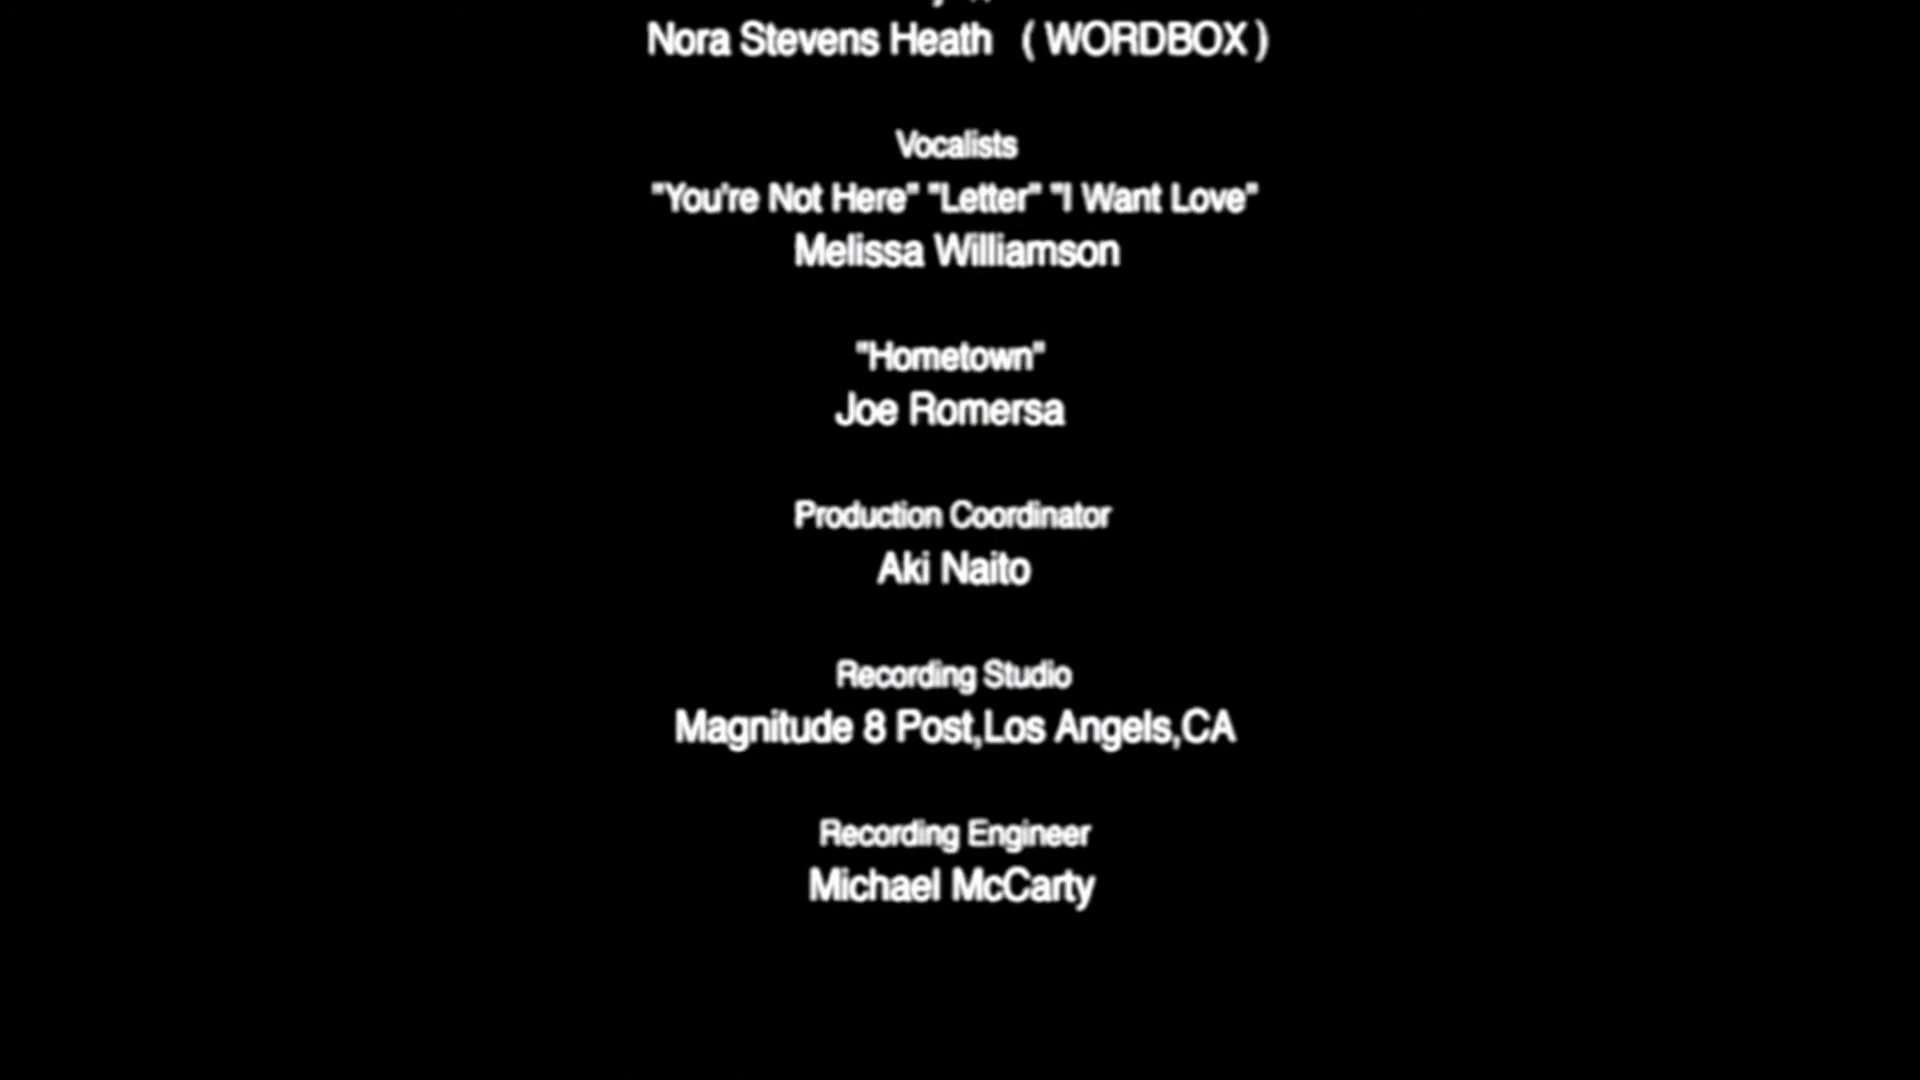 Nora Stevens Heath ( WORDBOX )
Vocalists
"You're Not Here" "Letter" "I Want Love"
Melissa Williamson
"Hometown"
Joe Romersa
Production Coordinator
Aki Naito
Recording Studio
Magnitude 8 Post,Los Angels,CA
Recording Engineer
Michael McCarty